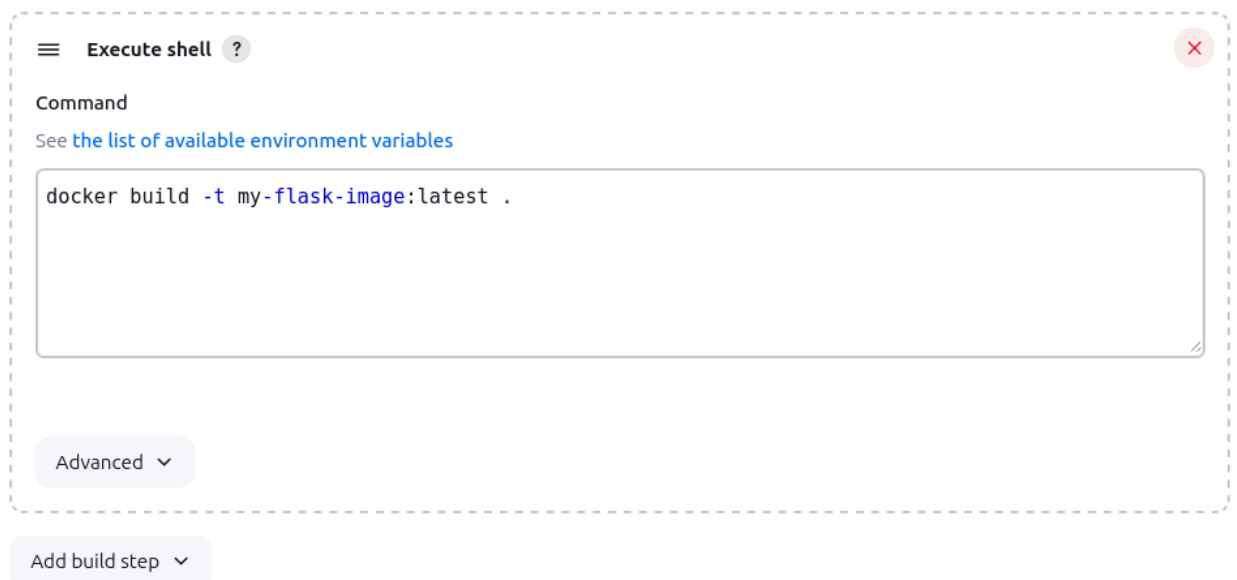 Execute shell ?
Command
See the list of available environment variables
docker build -t my-flask-image:latest .
Advanced
Add build step